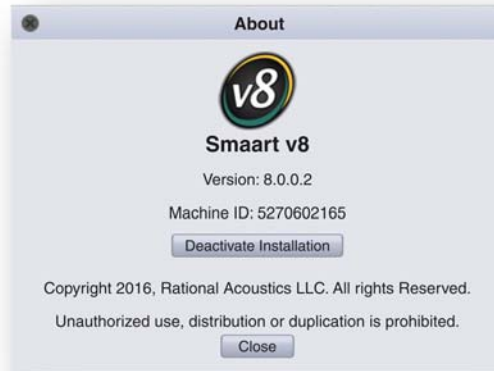 About
v8
Smaart v8
Version: 8.0.0.2
Machine ID: 5270602165
Deactivate Installation
Copyright 2016, Rational Acoustics LLC. All rights Reserved.
Unauthorized use, distribution or duplication is prohibited.
Close